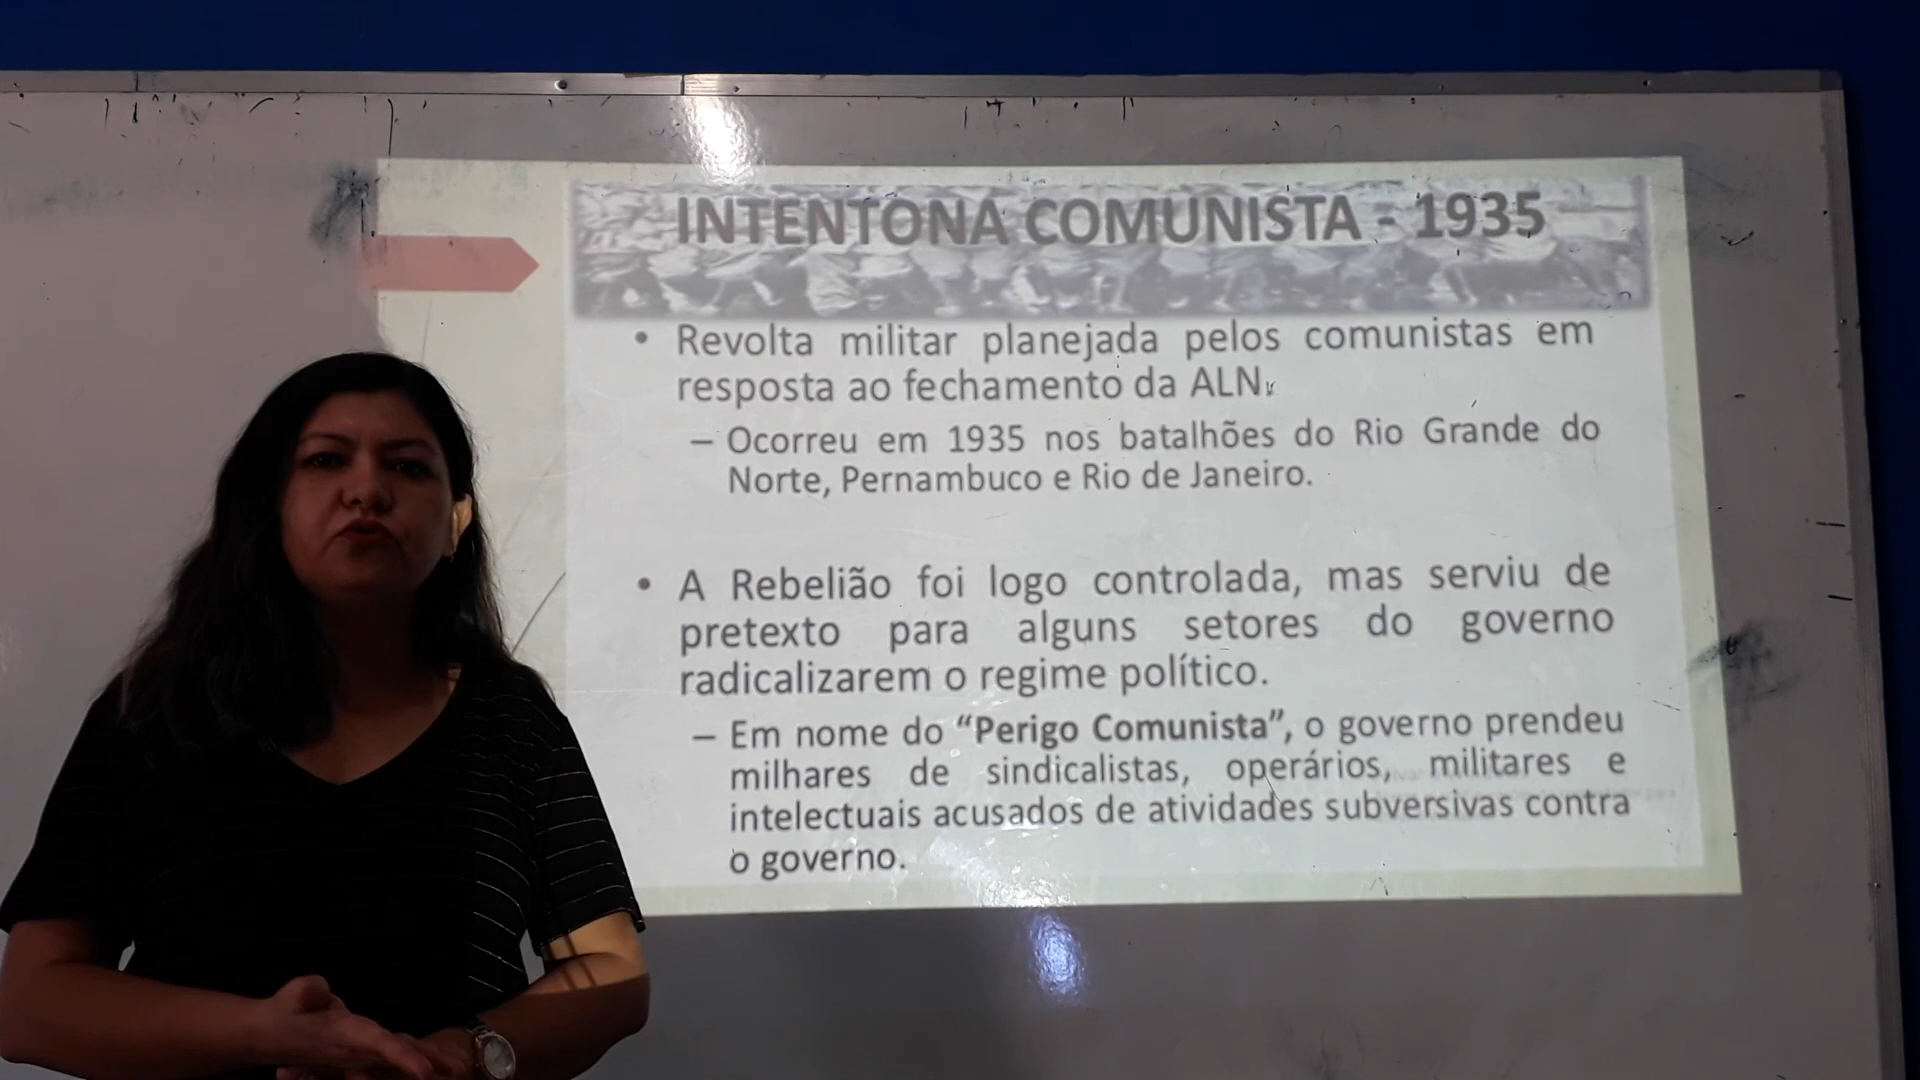 INTENTONA COMUNISTA - 1935
• Revolta militar planejada pelos comunistas em
resposta ao fechamento da ALN.
– Ocorreu em 1935 nos batalhões do Rio Grande do
Norte, Pernambuco e Rio de Janeiro.
• A Rebelião foi logo controlada, mas serviu de
pretexto para alguns setores do governo
radicalizarem o regime político.
– Em nome do “Perigo Comunista”, o governo prendeu
milhares de sindicalistas, operários, militares e
intelectuais acusados de atividades subversivas contra
o governo.